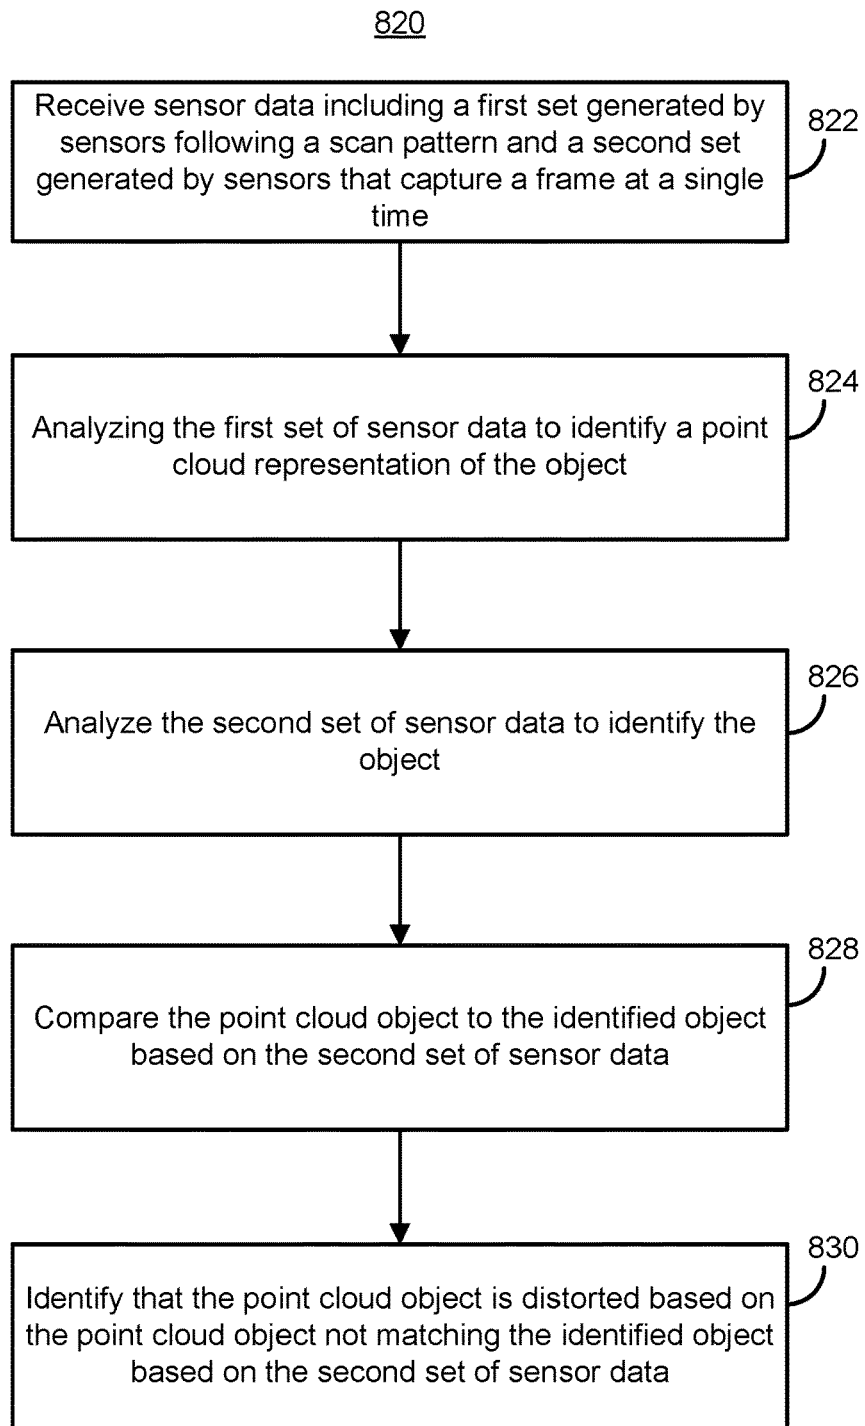 820
Receive sensor data including a first set generated by
sensors following a scan pattern and a second set
generated by sensors that capture a frame at a single
time
822
Analyzing the first set of sensor data to identify a point
cloud representation of the object
824
Analyze the second set of sensor data to identify the
object
826
Compare the point cloud object to the identified object
based on the second set of sensor data
828
Identify that the point cloud object is distorted based on
the point cloud object not matching the identified object
based on the second set of sensor data
830